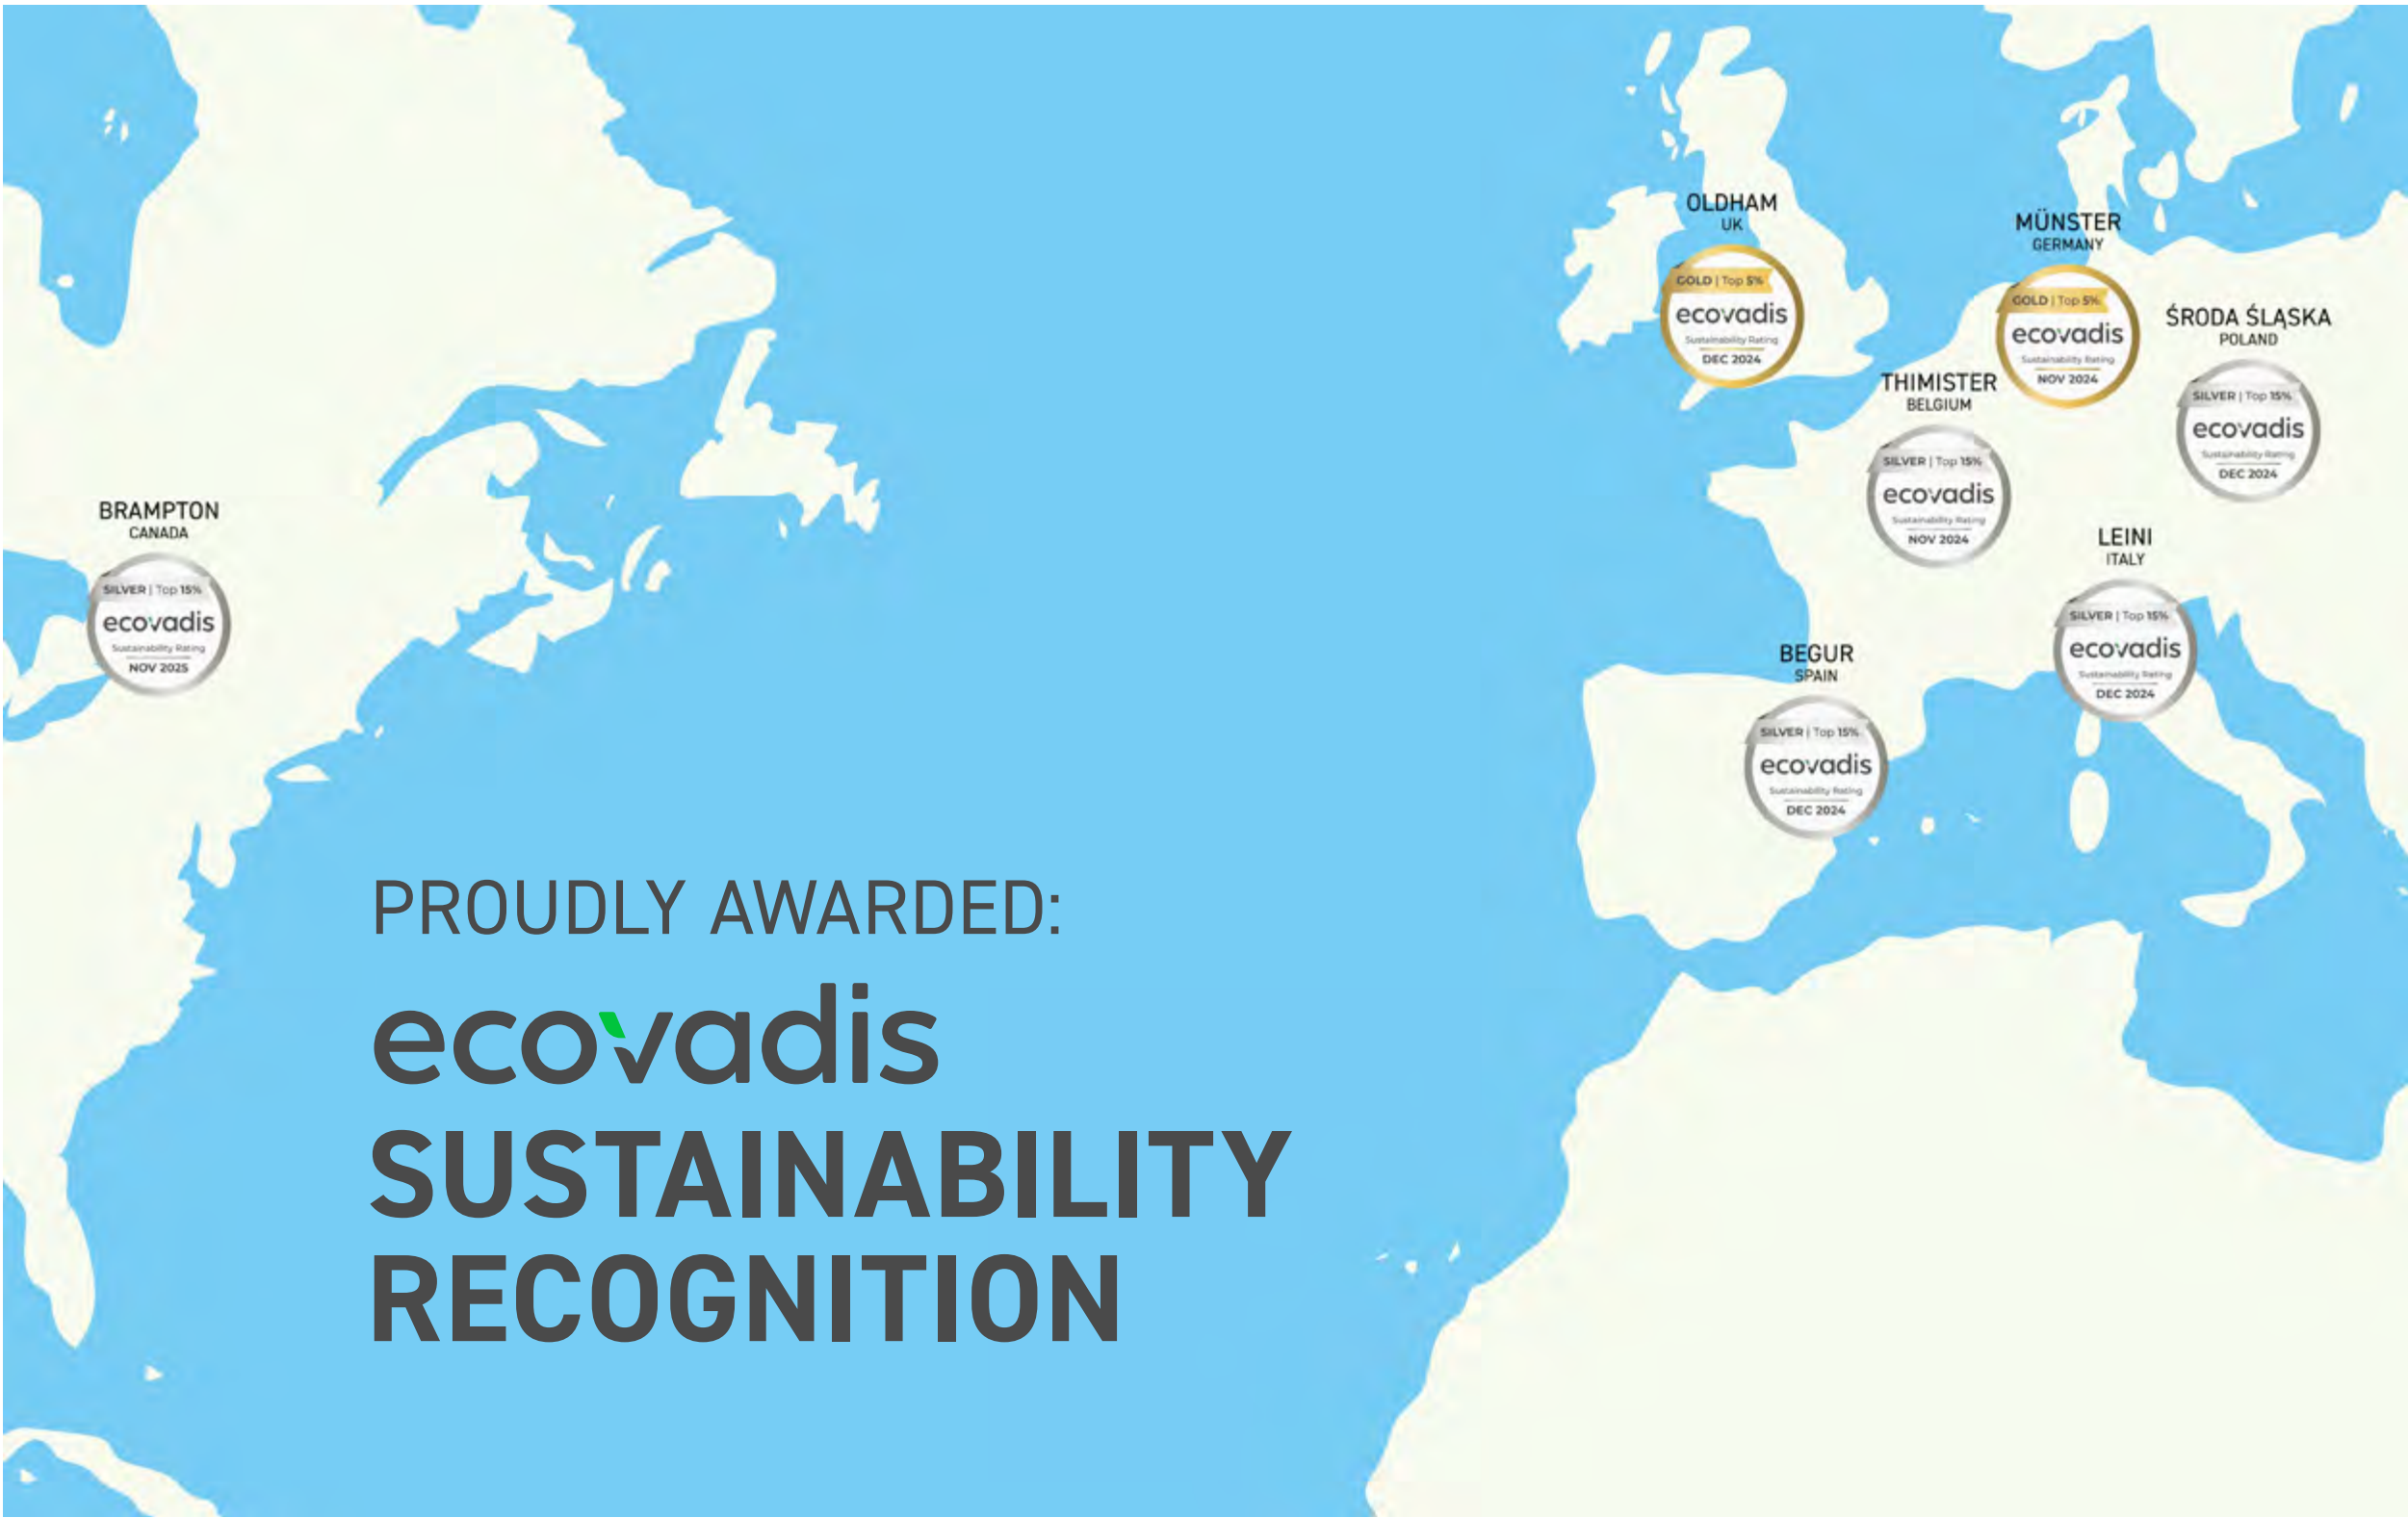 OLDHAM
UK
GOLD | Top 5%
ecovadis
Sustainability Rating
DEC 2024
MÜNSTER
GERMANY
GOLD | Top 5%
ecovadis
Sustainability Rating
NOV 2024
ŚRODA ŚLĄSKA
POLAND
SILVER | Top 15%
ecovadis
Sustainability Rating
DEC 2024
THIMISTER
BELGIUM
SILVER | Top 15%
ecovadis
Sustainability Rating
NOV 2024
BRAMPTON
CANADA
SILVER | Top 15%
ecovadis
Sustainability Rating
NOV 2025
LEINI
ITALY
SILVER | Top 15%
ecovadis
Sustainability Rating
DEC 2024
BEGUR
SPAIN
SILVER | Top 15%
ecovadis
Sustainability Rating
DEC 2024
PROUDLY AWARDED:
ecovadis
SUSTAINABILITY
RECOGNITION